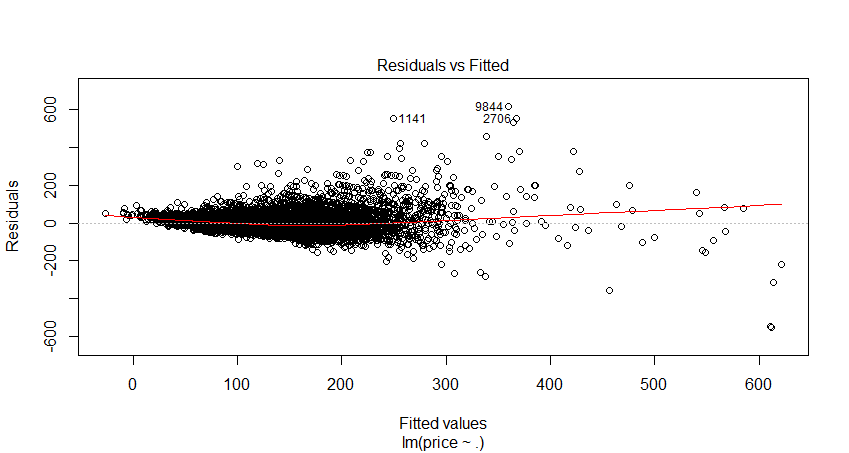 Residuals vs Fitted
Residuals
600
200
0
-200
-600
9844
1141
2706
0 100 200 300 400 500 600
Fitted values
lm(price ~ .)